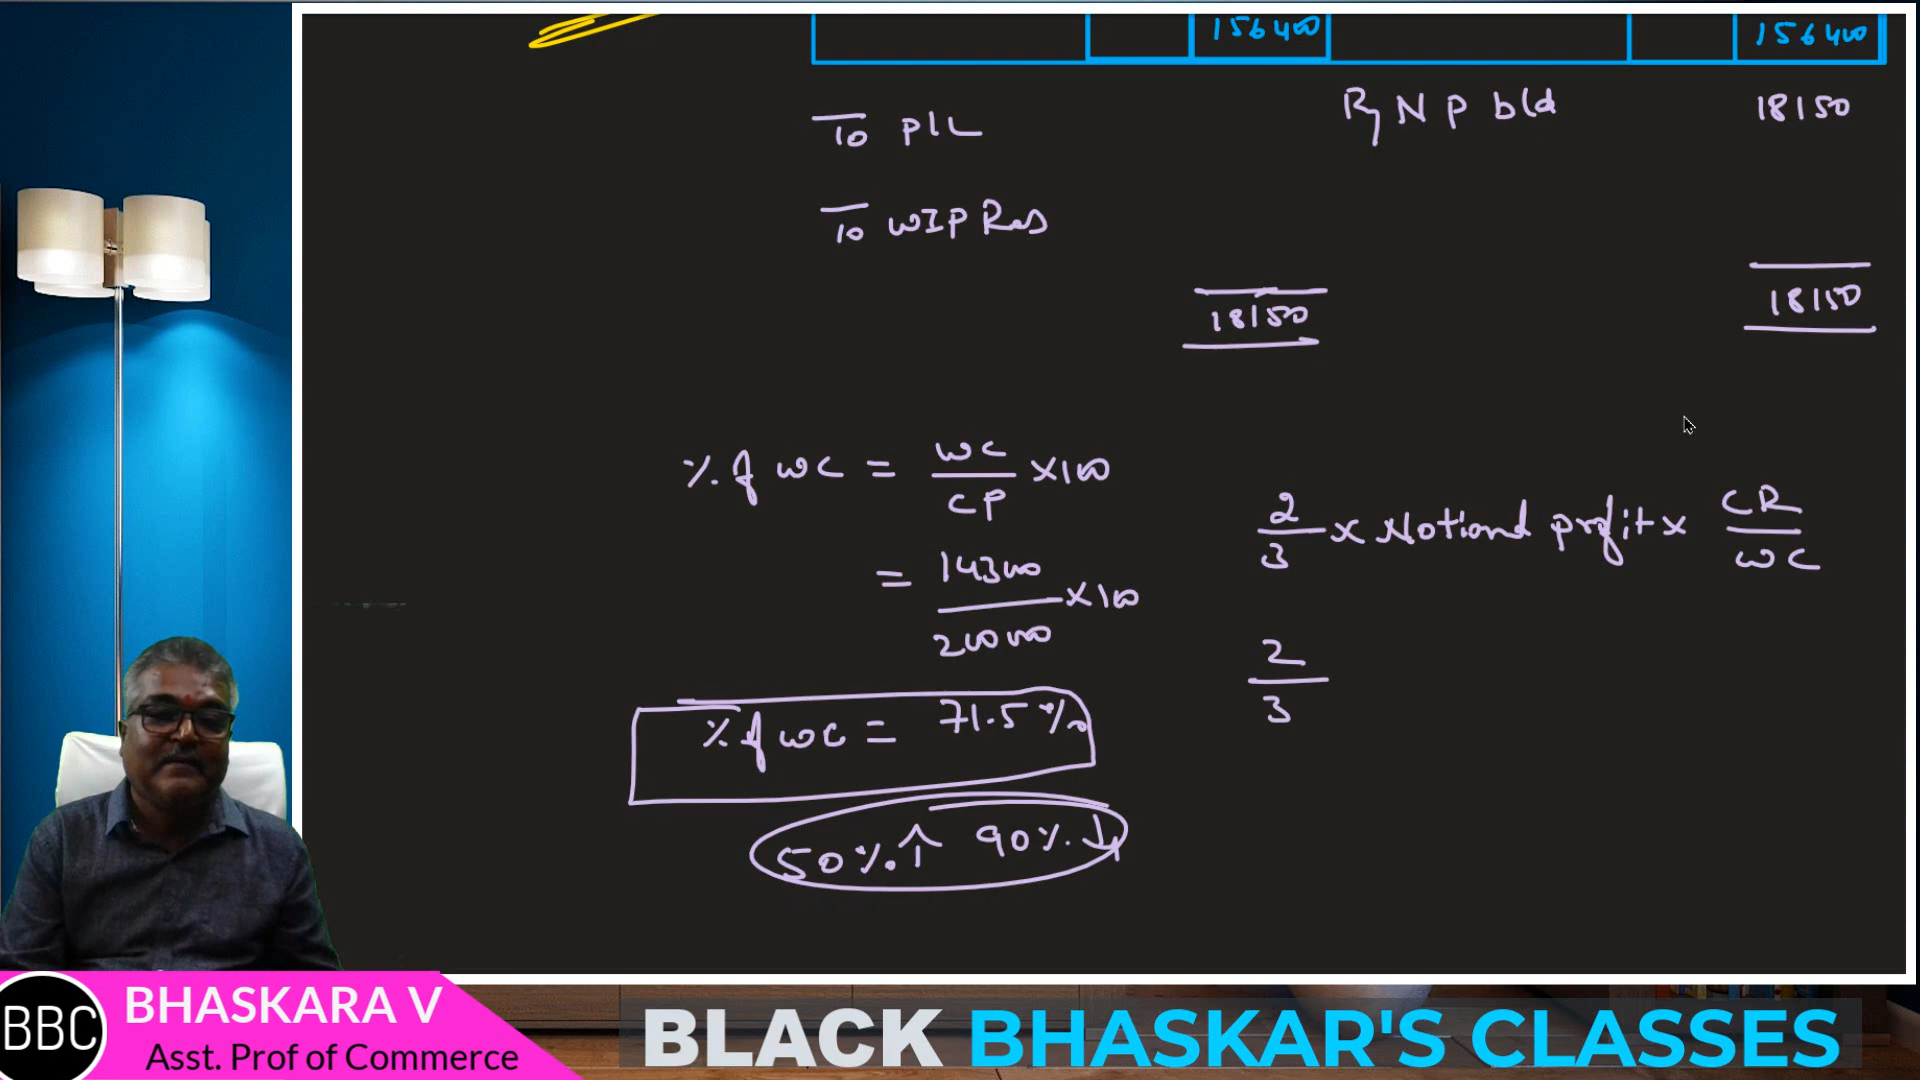 156400 156400
To P/L By N P b/d 18150
To WIP Res
18150 18150
% of WC = WC/CP × 100
2/3 × Notional profit × CR/WC
= 143000/200000 × 100
2/3
% of WC = 71.5%
50% ↑ 90% ↓
BBC
BHASKARA V
Asst. Prof of Commerce
BLACK BHASKAR'S CLASSES